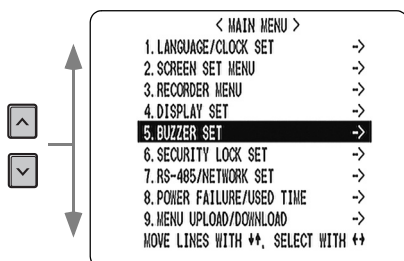 < MAIN MENU >
1. LANGUAGE/CLOCK SET ->
2. SCREEN SET MENU ->
3. RECORDER MENU ->
4. DISPLAY SET ->
5. BUZZER SET ->
6. SECURITY LOCK SET ->
7. RS-485/NETWORK SET ->
8. POWER FAILURE/USED TIME ->
9. MENU UPLOAD/DOWNLOAD ->
MOVE LINES WITH ↓↑, SELECT WITH ←→